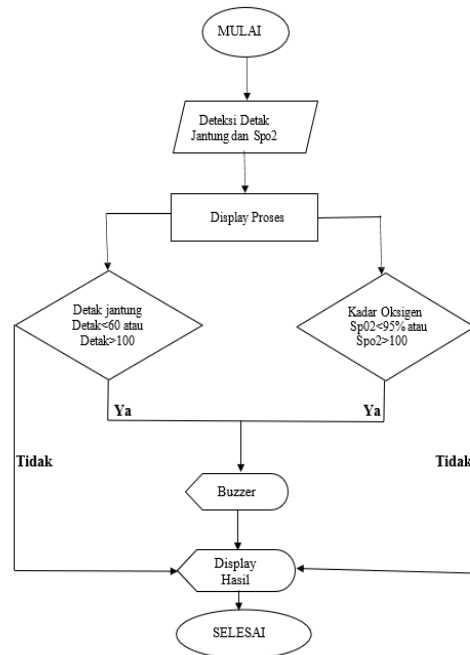 MULAI
Deteksi Detak
Jantung dan Spo2
Display Proses
Detak jantung
Detak<60 atau
Detak>100
Kadar Oksigen
Sp02<95% atau
Spo2>100
Ya
Ya
Tidak
Tidak
Buzzer
Display
Hasil
SELESAI